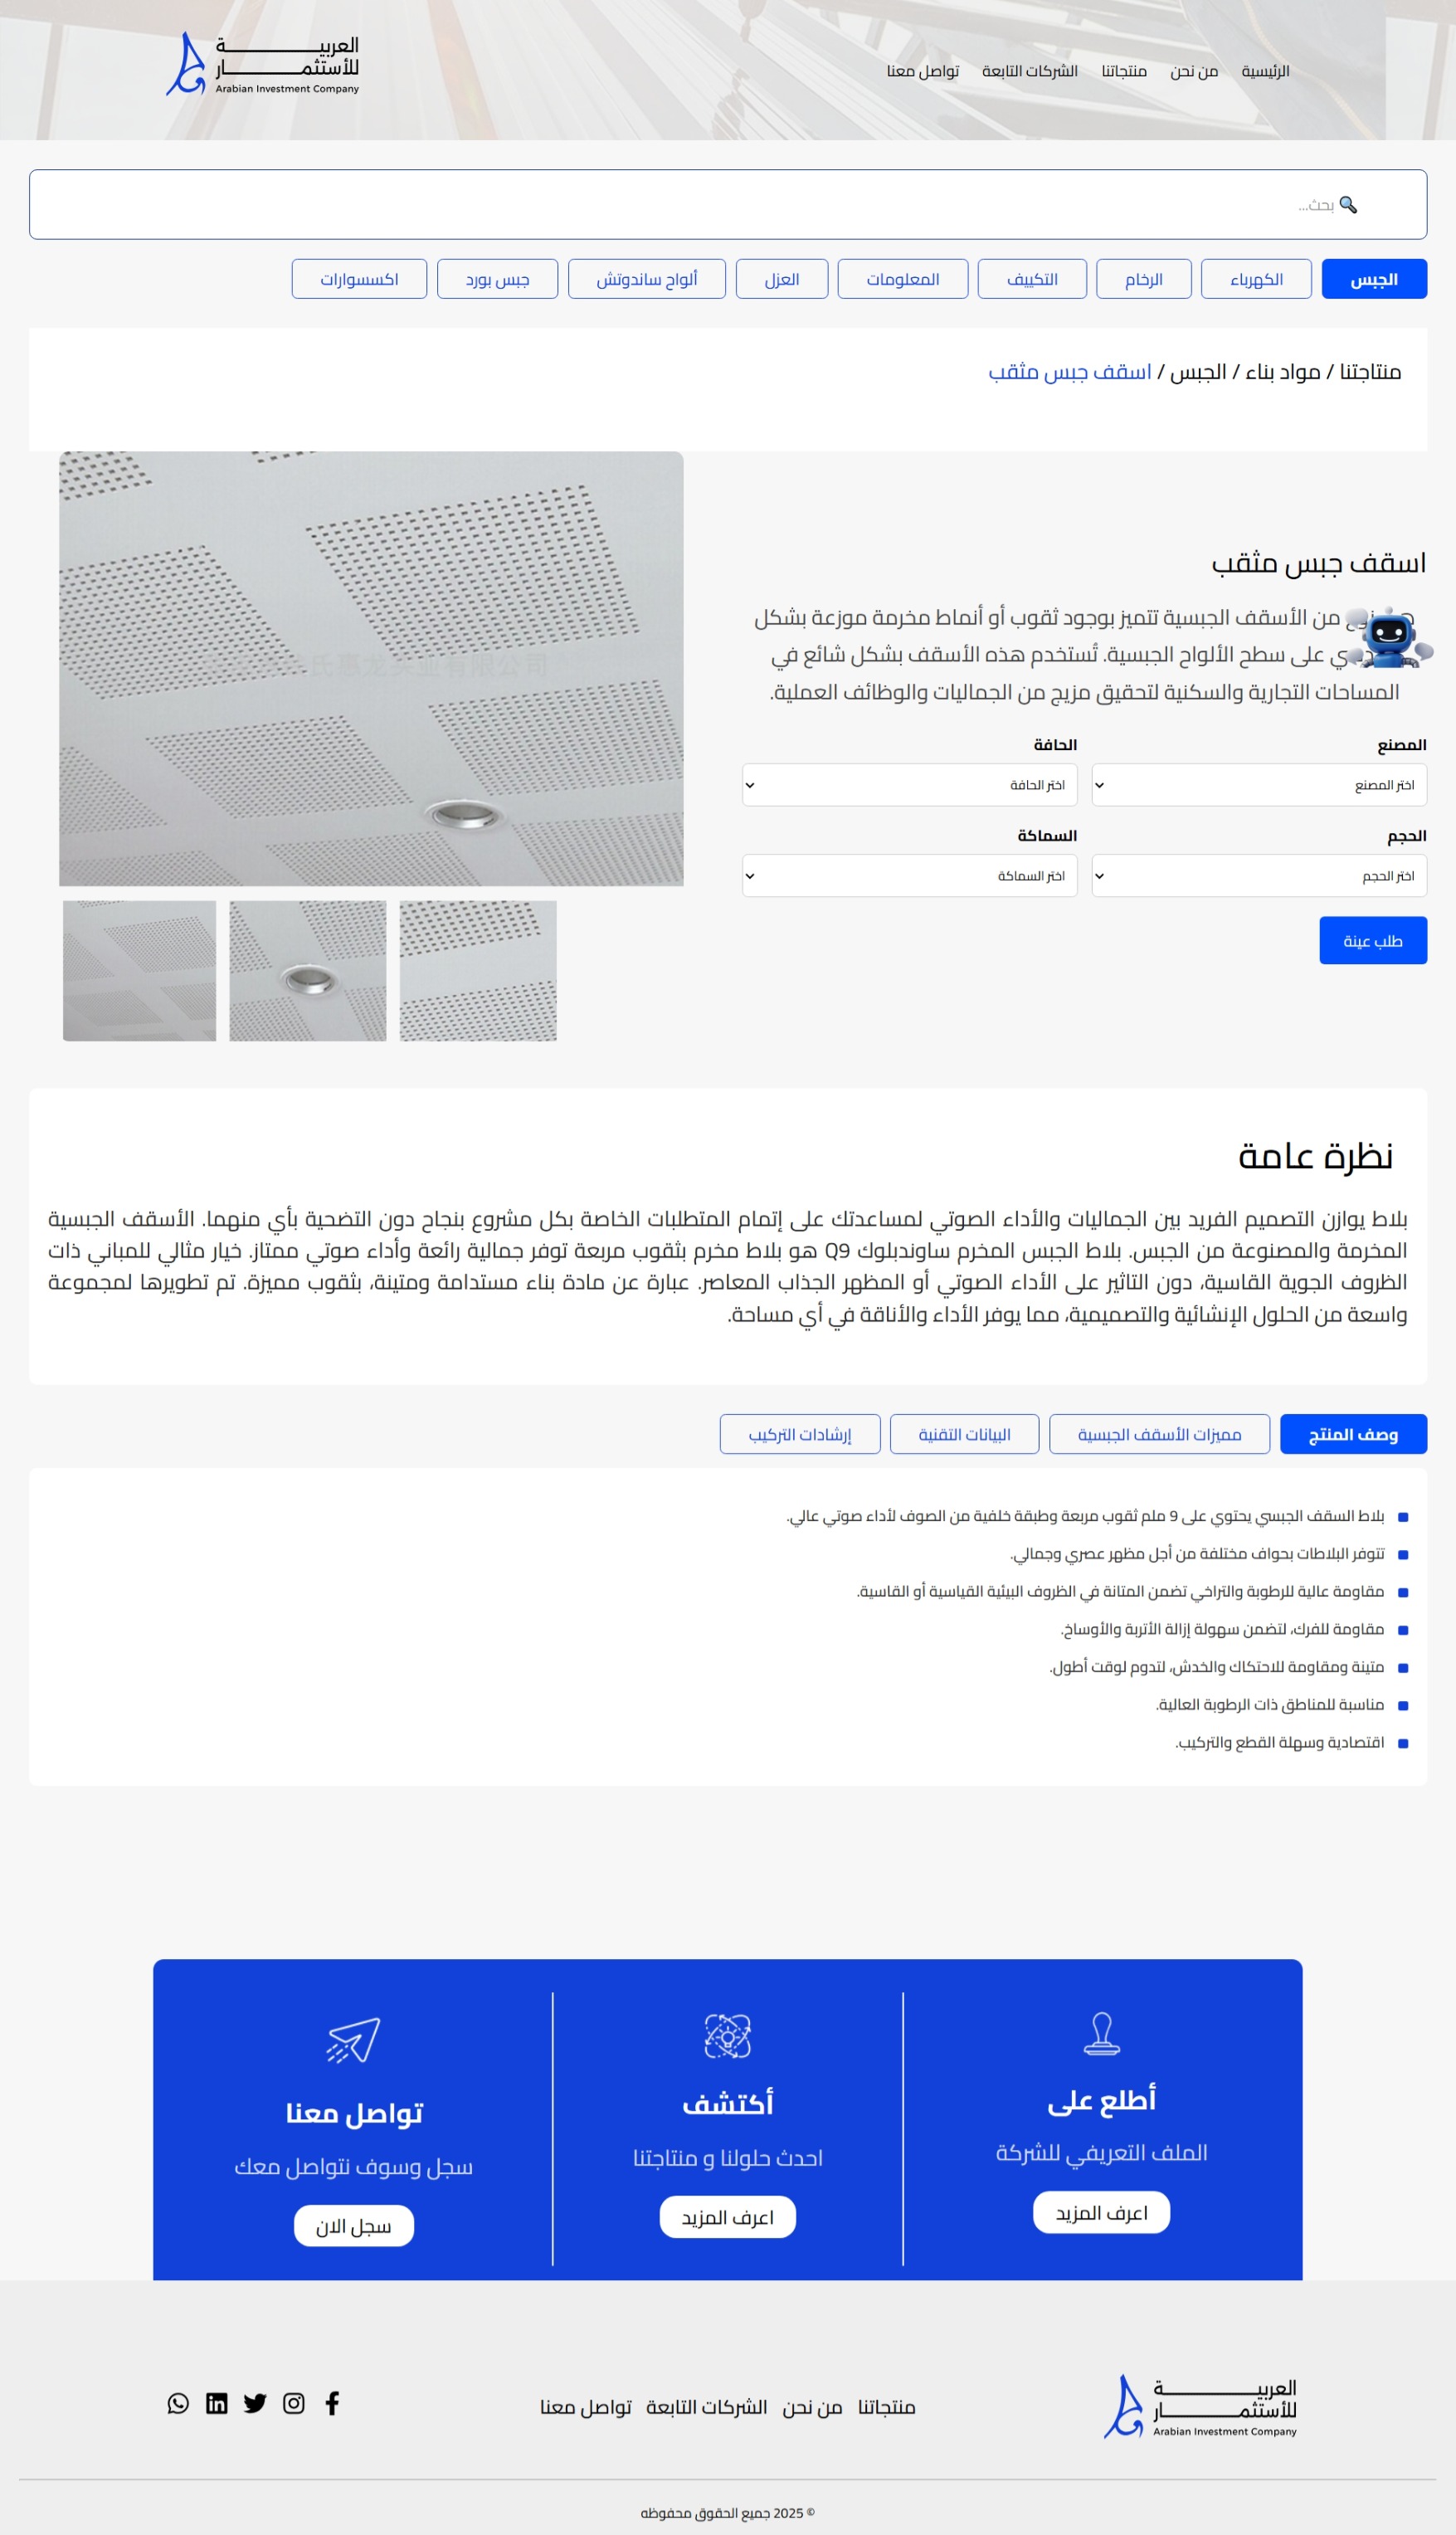 العربية
للأستثمار
Arabian Investment Company
الرئيسية من نحن منتجاتنا الشركات التابعة تواصل معنا
بحث...
الجبس الكهرباء الرخام التكييف المعلومات العزل ألواح ساندوتش جبس بورد اكسسوارات
منتاجتنا / مواد بناء / الجبس / اسقف جبس مثقب
اسقف جبس مثقب
من الأسقف الجبسية تتميز بوجود ثقوب أو أنماط مخرمة موزعة بشكل
على سطح الألواح الجبسية. تُستخدم هذه الأسقف بشكل شائع في
المساحات التجارية والسكنية لتحقيق مزيج من الجماليات والوظائف العملية.
المصنع الحافة
اختر المصنع اختر الحافة
الحجم السماكة
اختر الحجم اختر السماكة
طلب عينة
نظرة عامة
بلاط يوازن التصميم الفريد بين الجماليات والأداء الصوتي لمساعدتك على إتمام المتطلبات الخاصة بكل مشروع بنجاح دون التضحية بأي منهما. الأسقف الجبسية
المخرمة والمصنوعة من الجبس. بلاط الجبس المخرم ساوندبلوك Q9 هو بلاط مخرم بثقوب مربعة توفر جمالية رائعة وأداء صوتي ممتاز. خيار مثالي للمباني ذات
الظروف الجوية القاسية، دون التاثير على الأداء الصوتي أو المظهر الجذاب المعاصر. عبارة عن مادة بناء مستدامة ومتينة، بثقوب مميزة. تم تطويرها لمجموعة
واسعة من الحلول الإنشائية والتصميمية، مما يوفر الأداء والأناقة في أي مساحة.
وصف المنتج مميزات الأسقف الجبسية البيانات التقنية إرشادات التركيب
بلاط السقف الجبسي يحتوي على 9 ملم ثقوب مربعة وطبقة خلفية من الصوف لأداء صوتي عالي.
تتوفر البلاطات بحواف مختلفة من أجل مظهر عصري وجمالي.
مقاومة عالية للرطوبة والتراخي تضمن المتانة في الظروف البيئية القياسية أو القاسية.
مقاومة للفرك، لتضمن سهولة إزالة الأتربة والأوساخ.
متينة ومقاومة للاحتكاك والخدش، لتدوم لوقت أطول.
مناسبة للمناطق ذات الرطوبة العالية.
اقتصادية وسهلة القطع والتركيب.
أطلع على
الملف التعريفي للشركة
اعرف المزيد
أكتشف
احدث حلولنا و منتاجتنا
اعرف المزيد
تواصل معنا
سجل وسوف نتواصل معك
سجل الان
العربية
للأستثمار
Arabian Investment Company
منتجاتنا من نحن الشركات التابعة تواصل معنا
© 2025 جميع الحقوق محفوظه